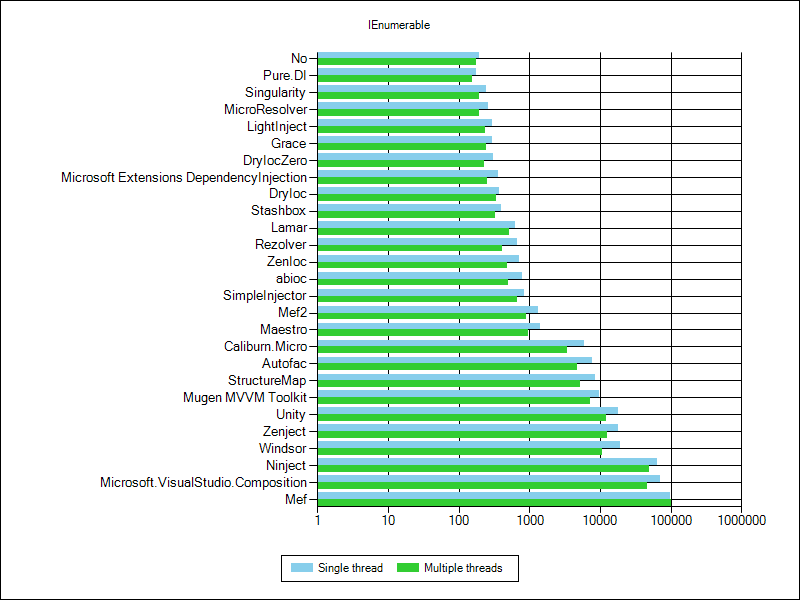 IEnumerable
No
Pure.DI
Singularity
MicroResolver
LightInject
Grace
DryIocZero
Microsoft Extensions DependencyInjection
DryIoc
Stashbox
Lamar
Rezolver
ZenIoc
abioc
SimpleInjector
Mef2
Maestro
Caliburn.Micro
Autofac
StructureMap
Mugen MVVM Toolkit
Unity
Zenject
Windsor
Ninject
Microsoft.VisualStudio.Composition
Mef
1 10 100 1000 10000 100000 1000000
Single thread Multiple threads